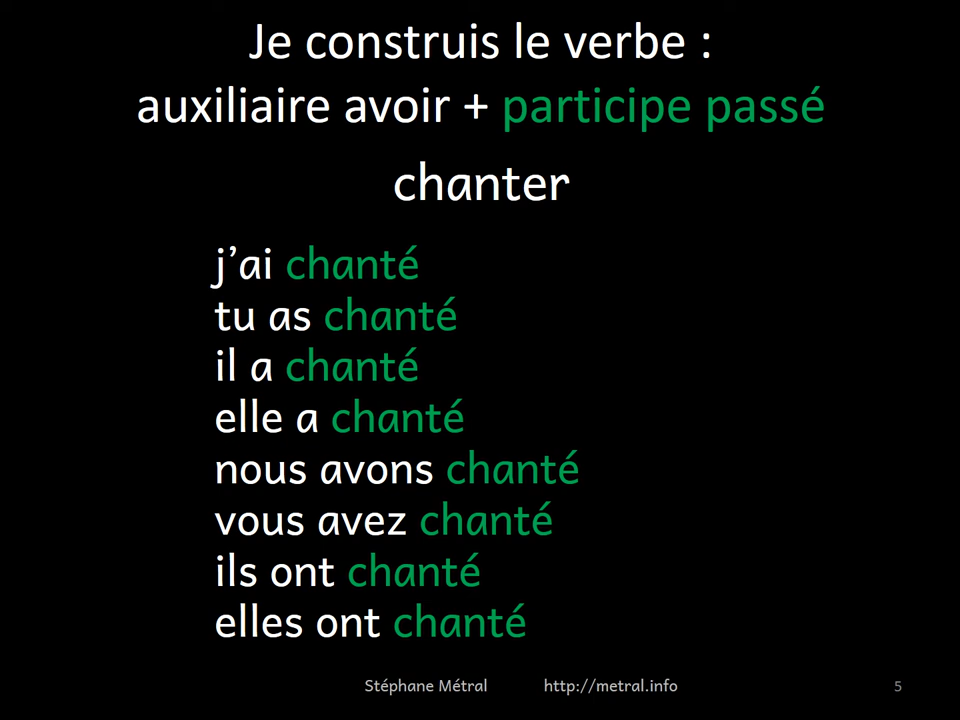 Je construis le verbe :
auxiliaire avoir + participe passé
chanter
j’ai chanté
tu as chanté
il a chanté
elle a chanté
nous avons chanté
vous avez chanté
ils ont chanté
elles ont chanté
Stéphane Métral http://metral.info 5